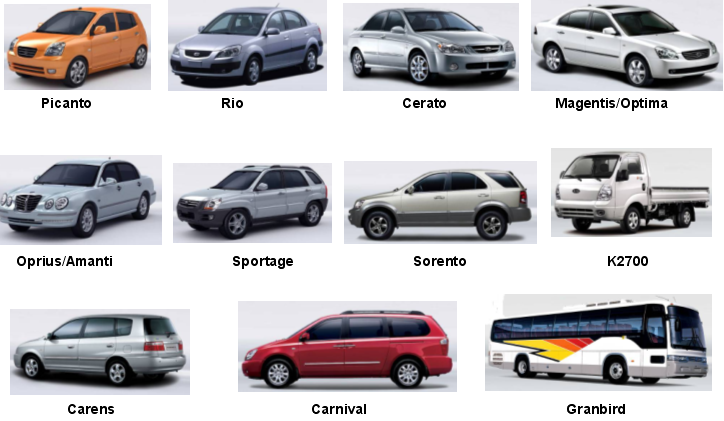 Picanto
Rio
Cerato
Magentis/Optima
Oprius/Amanti
Sportage
Sorento
K2700
Carens
Carnival
Granbird